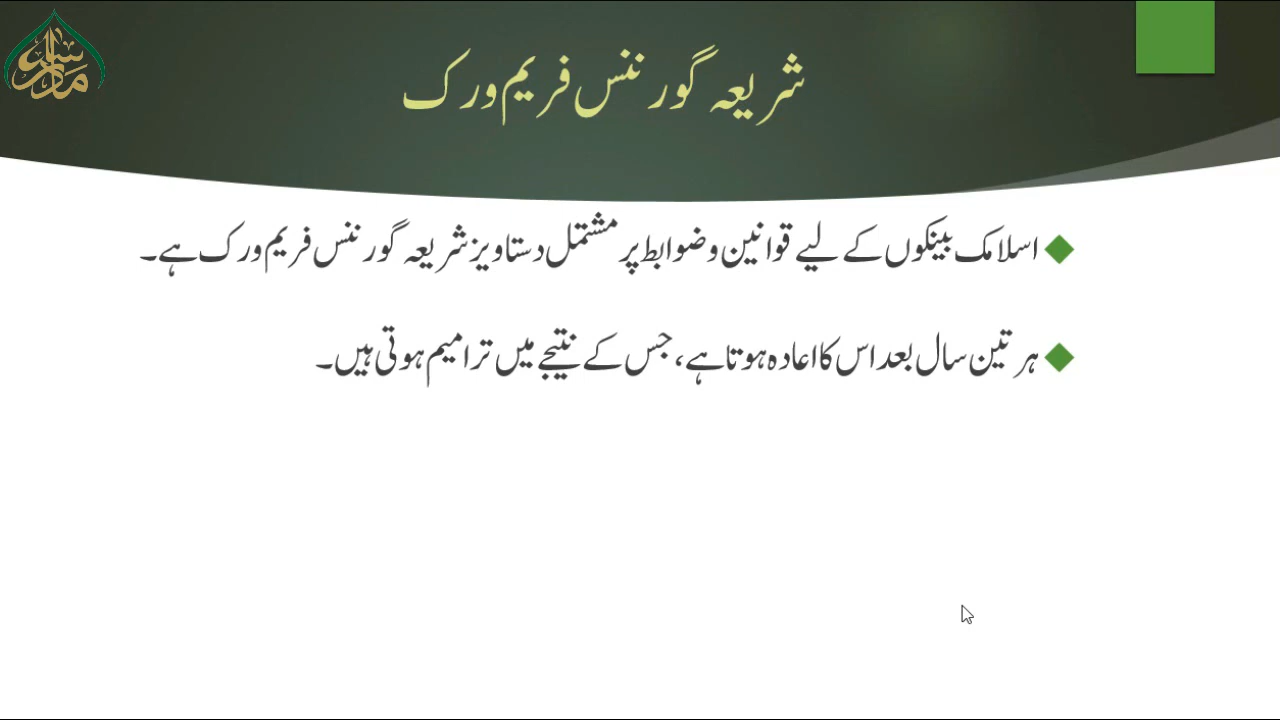 شریعہ گورننس فریم ورک
اسلامک بینکوں کے لیے قوانین و ضوابط پر مشتمل دستاویز شریعہ گورننس فریم ورک ہے۔
ہر تین سال بعد اس کا اعادہ ہوتا ہے، جس کے نتیجے میں ترامیم ہوتی ہیں۔